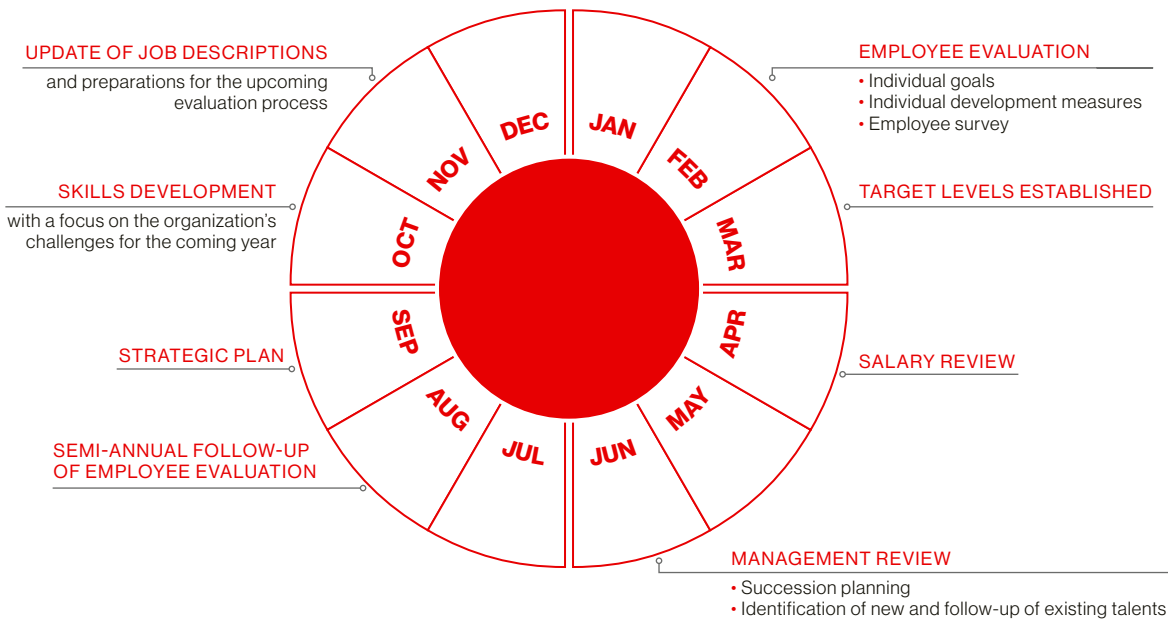 UPDATE OF JOB DESCRIPTIONS
and preparations for the upcoming
evaluation process
SKILLS DEVELOPMENT
with a focus on the organization's
challenges for the coming year
STRATEGIC PLAN
SEMI-ANNUAL FOLLOW-UP
OF EMPLOYEE EVALUATION
JAN
FEB
MAR
APR
MAY
JUN
JUL
AUG
SEP
OCT
NOV
DEC
EMPLOYEE EVALUATION
• Individual goals
• Individual development measures
• Employee survey
TARGET LEVELS ESTABLISHED
SALARY REVIEW
MANAGEMENT REVIEW
• Succession planning
• Identification of new and follow-up of existing talents